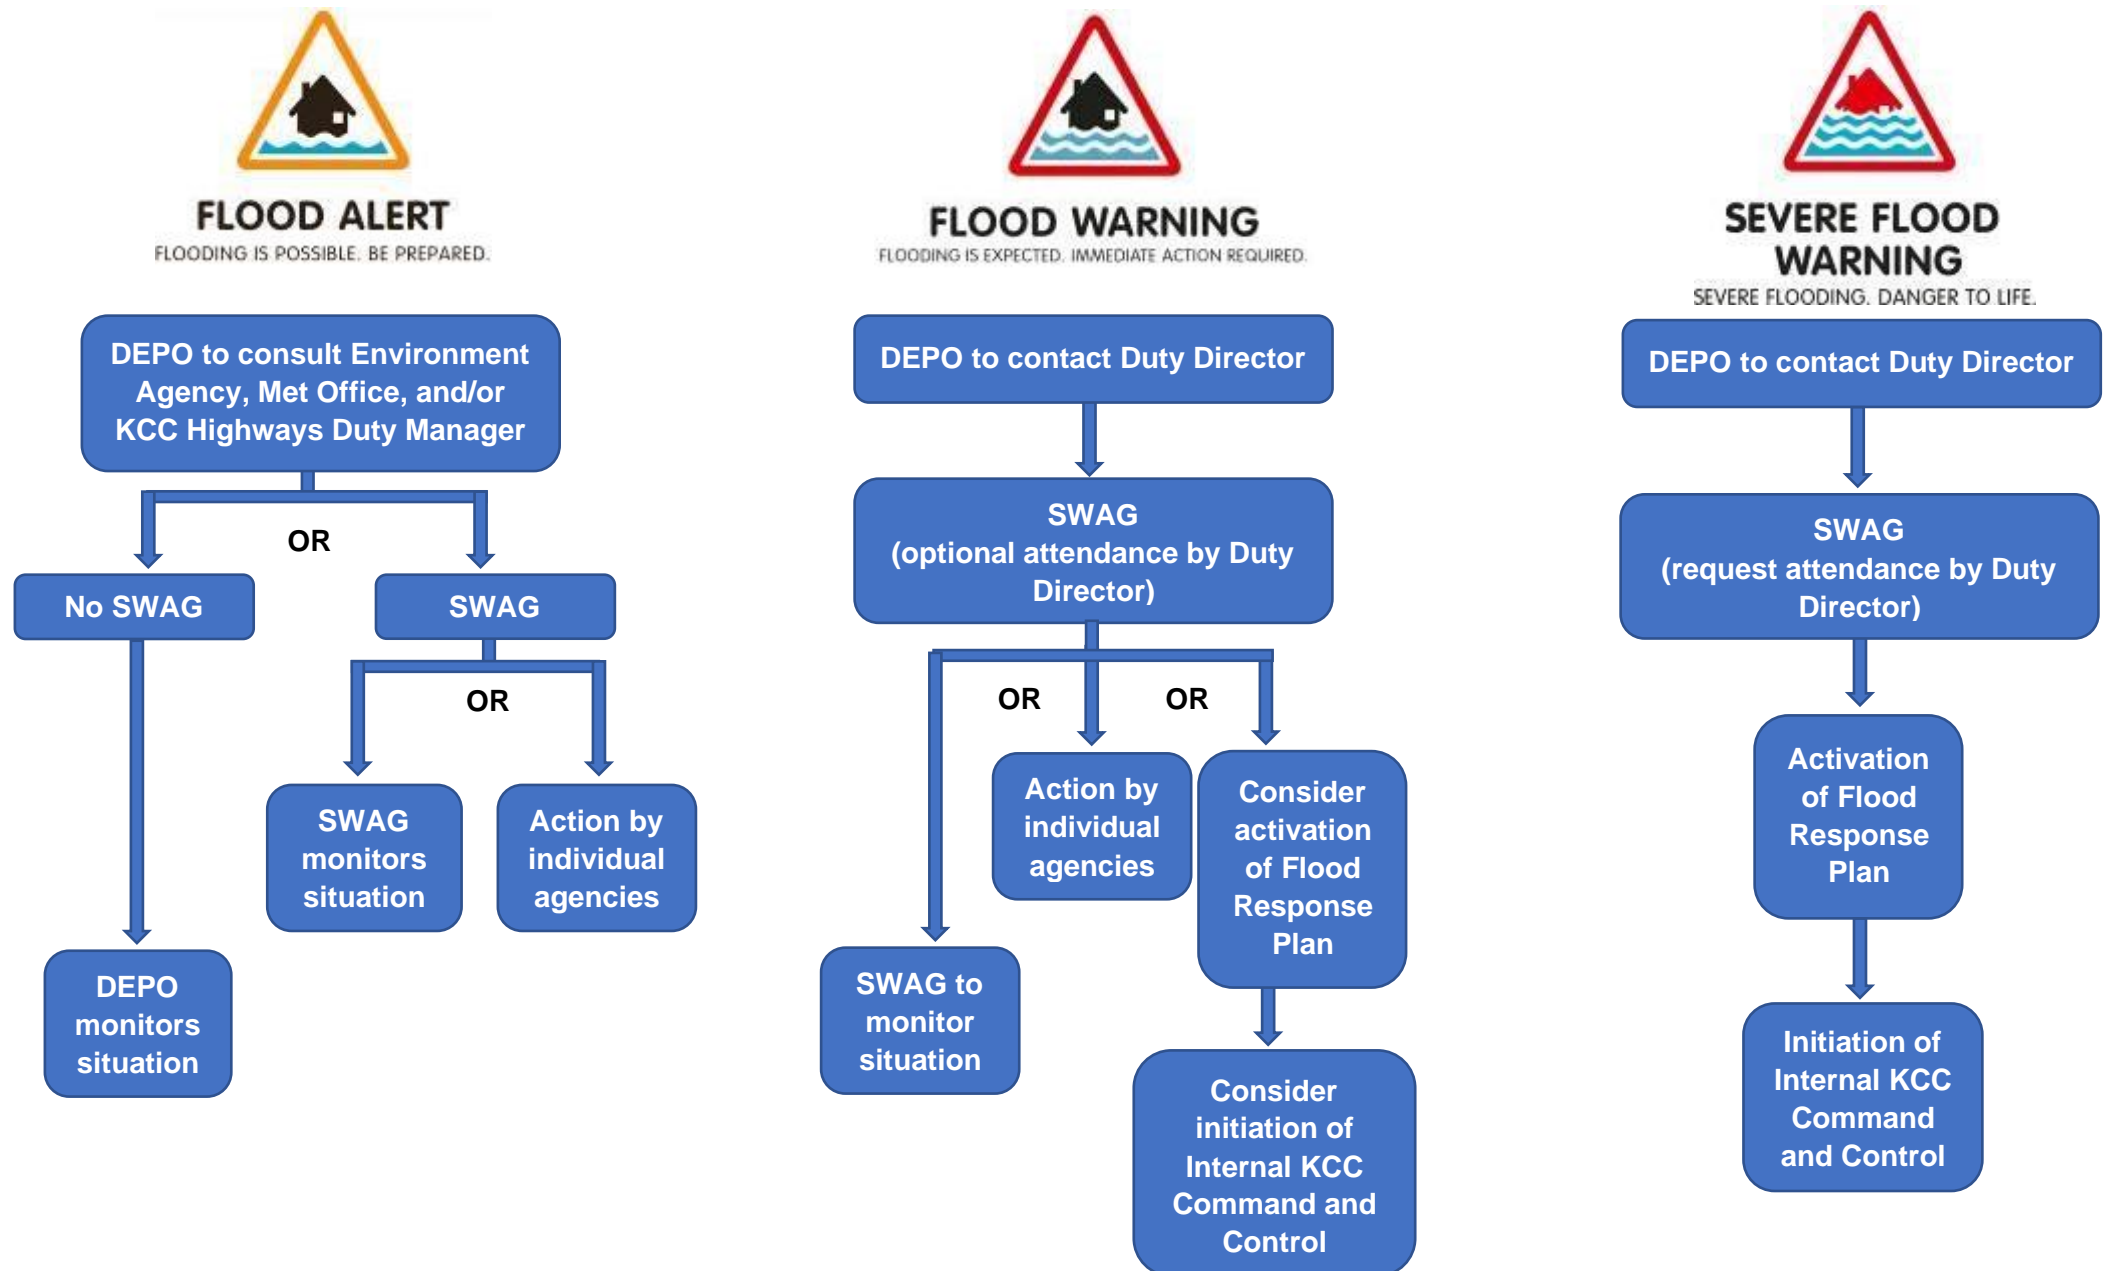 FLOOD ALERT
FLOODING IS POSSIBLE. BE PREPARED.
DEPO to consult Environment
Agency, Met Office, and/or
KCC Highways Duty Manager
OR
No SWAG
SWAG
OR
SWAG
monitors
situation
Action by
individual
agencies
DEPO
monitors
situation
FLOOD WARNING
FLOODING IS EXPECTED. IMMEDIATE ACTION REQUIRED.
DEPO to contact Duty Director
SWAG
(optional attendance by Duty
Director)
OR
OR
Action by
individual
agencies
Consider
activation
of Flood
Response
Plan
SWAG to
monitor
situation
Consider
initiation of
Internal KCC
Command and
Control
SEVERE FLOOD
WARNING
SEVERE FLOODING. DANGER TO LIFE.
DEPO to contact Duty Director
SWAG
(request attendance by Duty
Director)
Activation
of Flood
Response
Plan
Initiation of
Internal KCC
Command
and Control